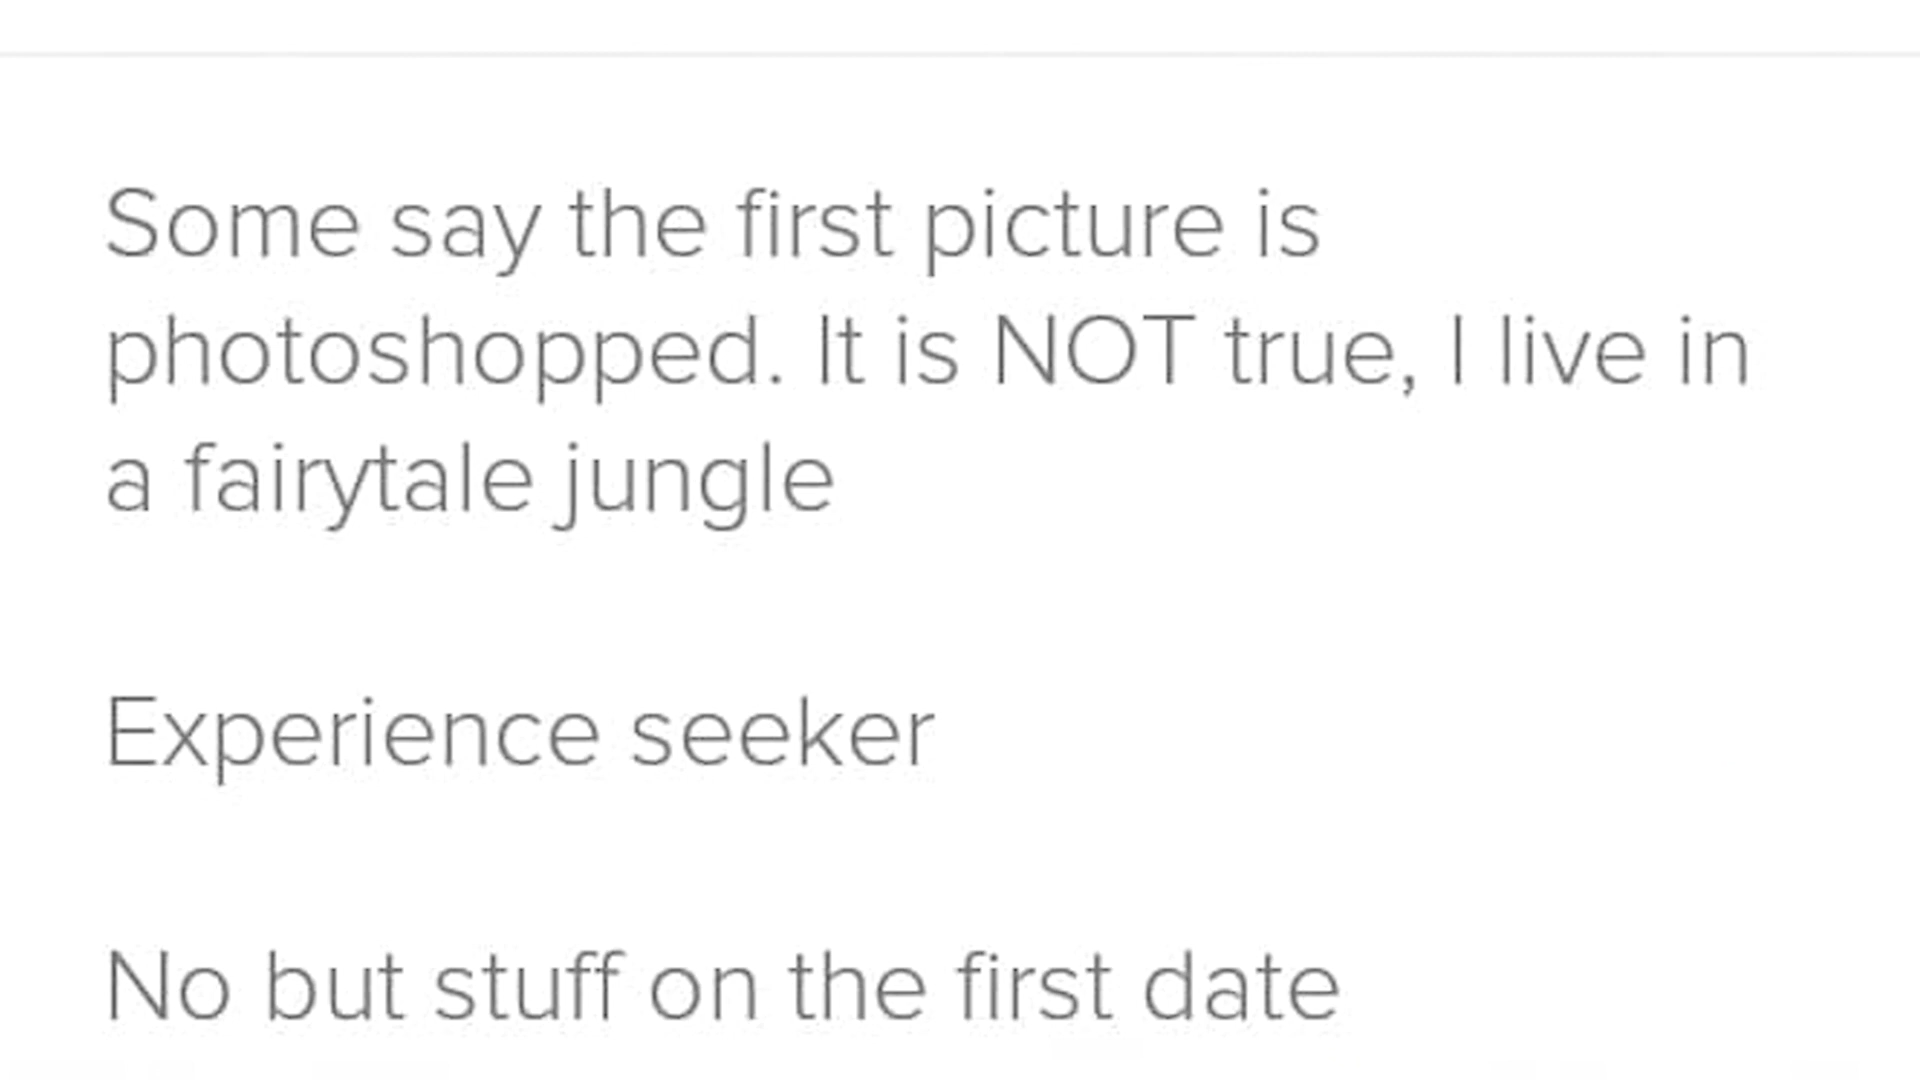 Some say the first picture is
photoshopped. It is NOT true, I live in
a fairytale jungle
Experience seeker
No but stuff on the first date